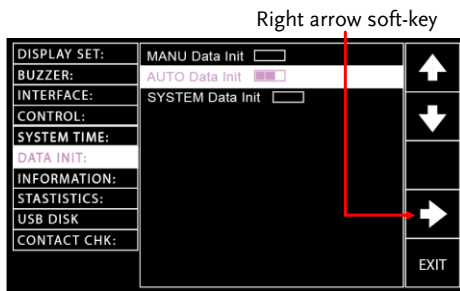 Right arrow soft-key
DISPLAY SET:
BUZZER:
INTERFACE:
CONTROL:
SYSTEM TIME:
DATA INIT:
INFORMATION:
STASTISTICS:
USB DISK
CONTACT CHK:
MANU Data Init
AUTO Data Init
SYSTEM Data Init
EXIT